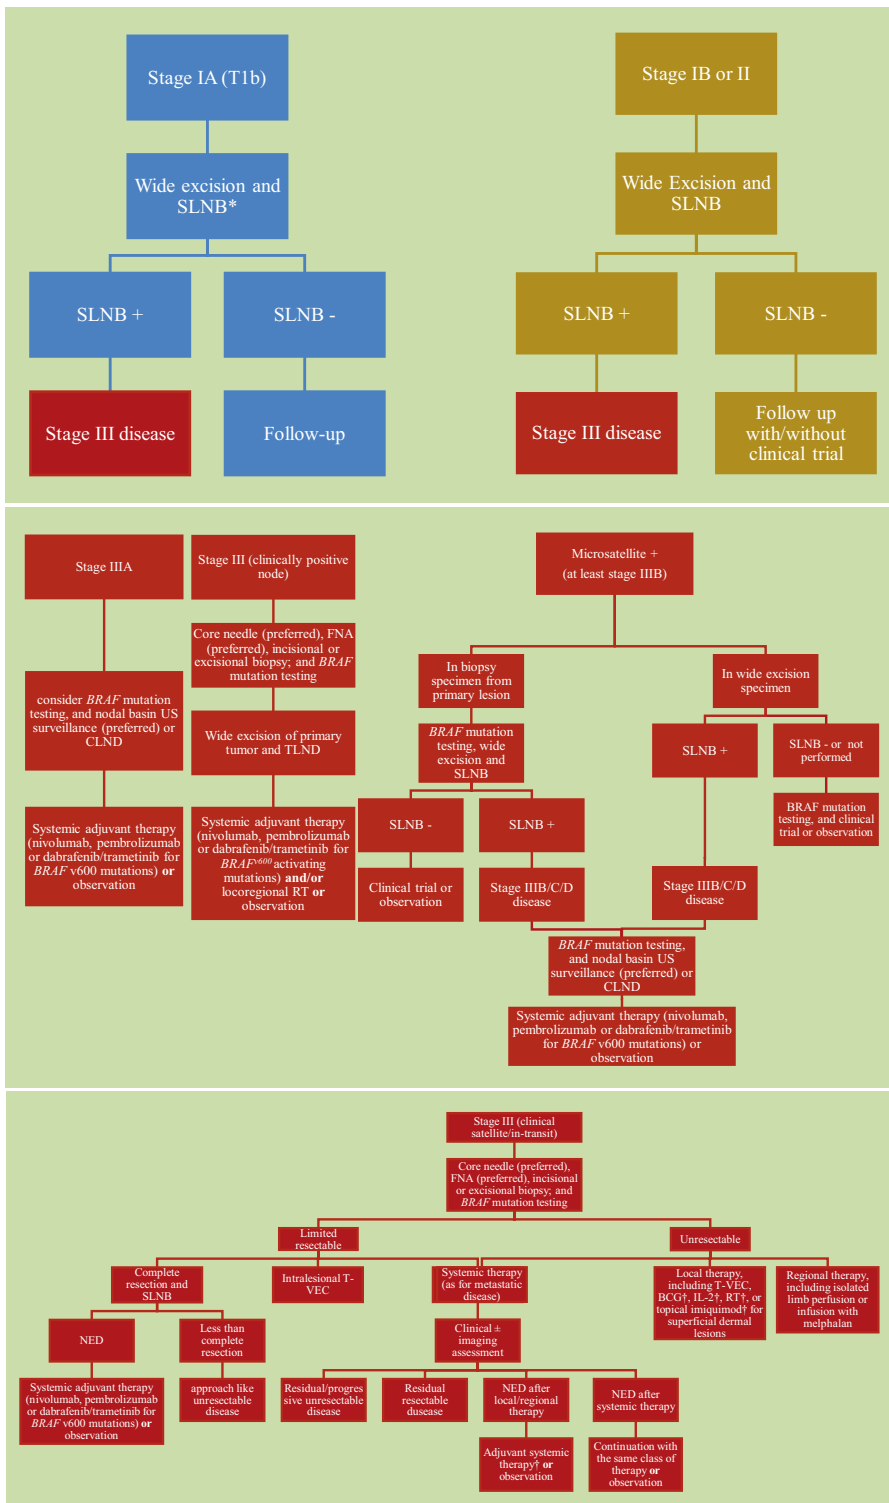 Stage IA (T1b)
Wide excision and
SLNB*
SLNB +
SLNB -
Stage III disease
Follow-up
Stage IB or II
Wide Excision and
SLNB
SLNB +
SLNB -
Stage III disease
Follow up
with/without
clinical trial
Stage IIIA
consider BRAF mutation
testing, and nodal basin US
surveillance (preferred) or
CLND
Systemic adjuvant therapy
(nivolumab, pembrolizumab
or dabrafenib/trametinib for
BRAF v600 mutations) or
observation
Stage III (clinically positive
node)
Core needle (preferred), FNA
(preferred), incisional or
excisional biopsy; and BRAF
mutation testing
Wide excision of primary
tumor and TLND
Systemic adjuvant therapy
(nivolumab, pembrolizumab
or dabrafenib/trametinib for
BRAFv600 activating
mutations) and/or
locoregional RT or
observation
Microsatellite +
(at least stage IIIB)
In biopsy
specimen from
primary lesion
BRAF mutation
testing, wide
excision and
SLNB
SLNB -
Clinical trial or
observation
SLNB +
Stage IIIB/C/D
disease
In wide excision
specimen
SLNB +
Stage IIIB/C/D
disease
SLNB - or not
performed
BRAF mutation
testing, and clinical
trial or observation
BRAF mutation testing,
and nodal basin US
surveillance (preferred) or
CLND
Systemic adjuvant therapy (nivolumab,
pembrolizumab or dabrafenib/trametinib
for BRAF v600 mutations) or
observation
Stage III (clinical
satellite/in-transit)
Core needle (preferred),
FNA (preferred), incisional
or excisional biopsy; and
BRAF mutation testing
Limited
resectable
Unresectable
Complete
resection and
SLNB
Intralesional T-
VEC
Systemic therapy
(as for metastatic
disease)
Local therapy,
including T-VEC,
BCG†, IL-2†, RT†, or
topical imiquimod† for
superficial dermal
lesions
Regional therapy,
including isolated
limb perfusion or
infusion with
melphalan
NED
Less than
complete
resection
Clinical ±
imaging
assessment
Systemic adjuvant therapy
(nivolumab, pembrolizumab
or dabrafenib/trametinib for
BRAF v600 mutations) or
observation
approach like
unresectable
disease
Residual/progres
sive unresectable
disease
Residual
resectable
dusease
NED after
local/regional
therapy
NED after
systemic therapy
Adjuvant systemic
therapy† or
observation
Continuation with
the same class of
therapy or
observation